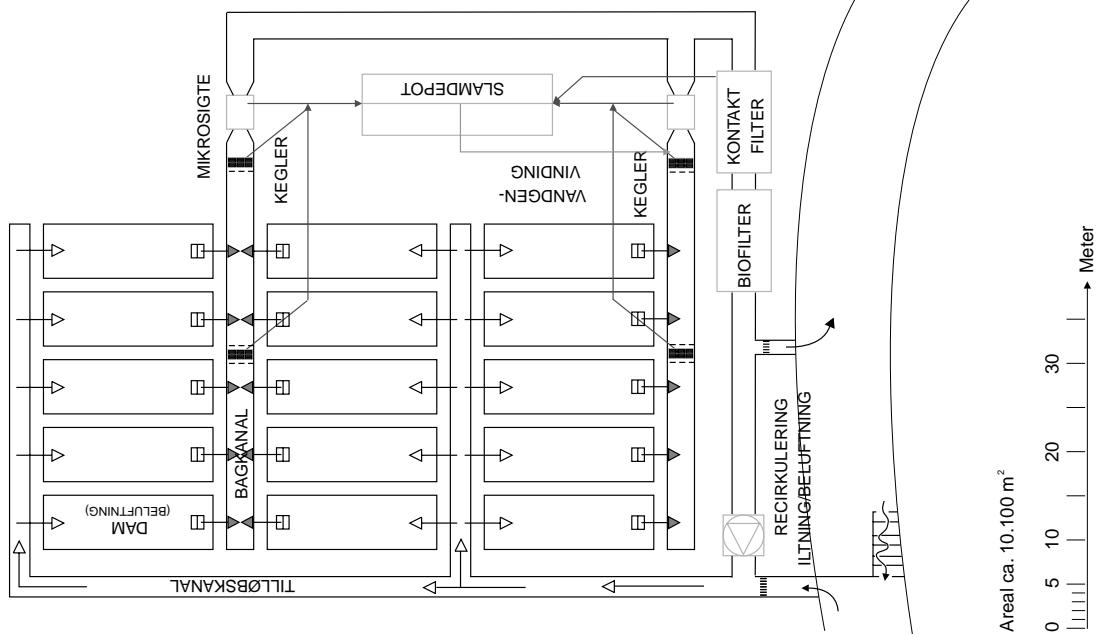 MIKROSIGTE
SLAMDEPOT
KEGLER
VANDGEN-
VINDING
KEGLER
KONTAKT
FILTER
BIOFILTER
BAGKANAL
DAM
(BELUFTNING)
RECIRKULERING
ILTNING/BELUFTNING
TILLØBSKANAL
Areal ca. 10.100 m²
0 5 10 20 30 Meter